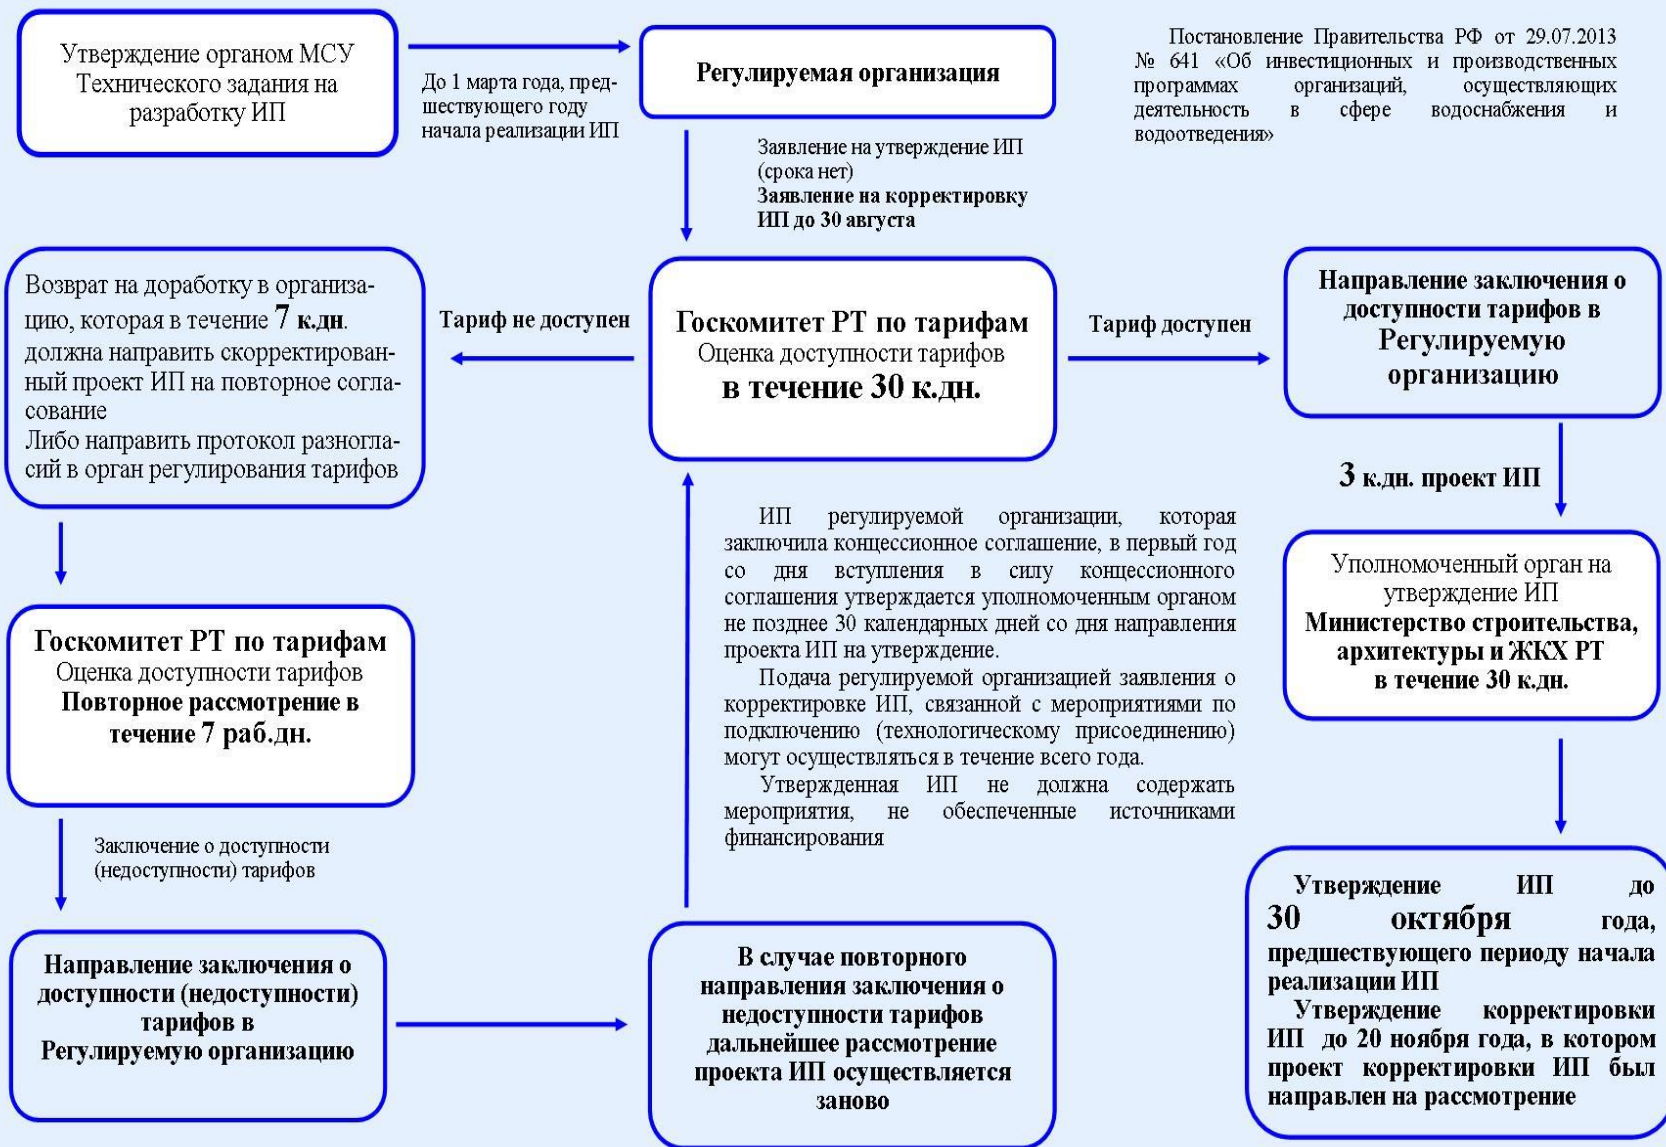 Утверждение органом МСУ
Технического задания на
разработку ИП
До 1 марта года, пред-
шествующего году
начала реализации ИП
Регулируемая организация
Постановление Правительства РФ от 29.07.2013
№ 641 «Об инвестиционных и производственных
программах организаций, осуществляющих
деятельность в сфере водоснабжения и
водоотведения»
Заявление на утверждение ИП
(срока нет)
Заявление на корректировку
ИП до 30 августа
Возврат на доработку в организа-
цию, которая в течение 7 к.дн.
должна направить скорректирован-
ный проект ИП на повторное согла-
сование
Либо направить протокол разногла-
сий в орган регулирования тарифов
Тариф не доступен
Госкомитет РТ по тарифам
Оценка доступности тарифов
в течение 30 к.дн.
Тариф доступен
Направление заключения о
доступности тарифов в
Регулируемую
организацию
3 к.дн. проект ИП
ИП регулируемой организации, которая
заключила концессионное соглашение, в первый год
со дня вступления в силу концессионного
соглашения утверждается уполномоченным органом
не позднее 30 календарных дней со дня направления
проекта ИП на утверждение.
Подача регулируемой организацией заявления о
корректировке ИП, связанной с мероприятиями по
подключению (технологическому присоединению)
могут осуществляться в течение всего года.
Утвержденная ИП не должна содержать
мероприятия, не обеспеченные источниками
финансирования
Уполномоченный орган на
утверждение ИП
Министерство строительства,
архитектуры и ЖКХ РТ
в течение 30 к.дн.
Госкомитет РТ по тарифам
Оценка доступности тарифов
Повторное рассмотрение в
течение 7 раб.дн.
Заключение о доступности
(недоступности) тарифов
Направление заключения о
доступности (недоступности)
тарифов в
Регулируемую организацию
В случае повторного
направления заключения о
недоступности тарифов
дальнейшее рассмотрение
проекта ИП осуществляется
заново
Утверждение ИП до
30 октября года,
предшествующего периоду начала
реализации ИП
Утверждение корректировки
ИП до 20 ноября года, в котором
проект корректировки ИП был
направлен на рассмотрение